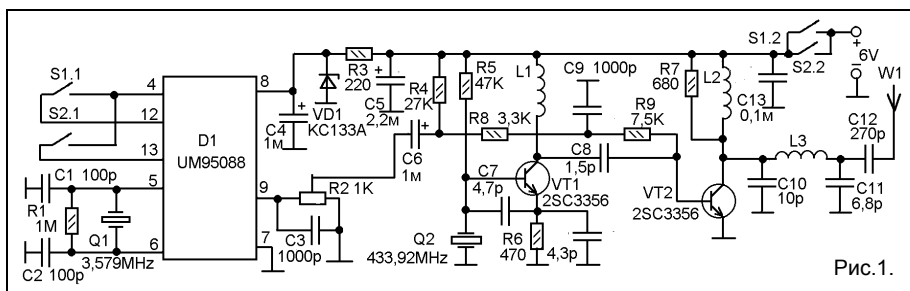 S1.1
S2.1
4
12
13
5
6
8
9
7
D1
UM95088
C1 100p
R1
1M
Q1
3,579MHz
C2 100p
C4
1м
VD1
КС133А
R3
220
C5
2,2м
R4
27K
R2 1K
C3
1000p
C6
1м
R5
47K
L1
C9 1000p
R8 3,3K
R9
7,5K
C8
1,5p
C7
4,7p
VT1
2SC3356
Q2
433,92MHz
R6
470
4,3p
R7
680
L2
VT2
2SC3356
S1.2
S2.2
+
6V
–
C13
0,1м
W1
C12
270p
L3
C10
10p
C11
6,8p
Рис.1.